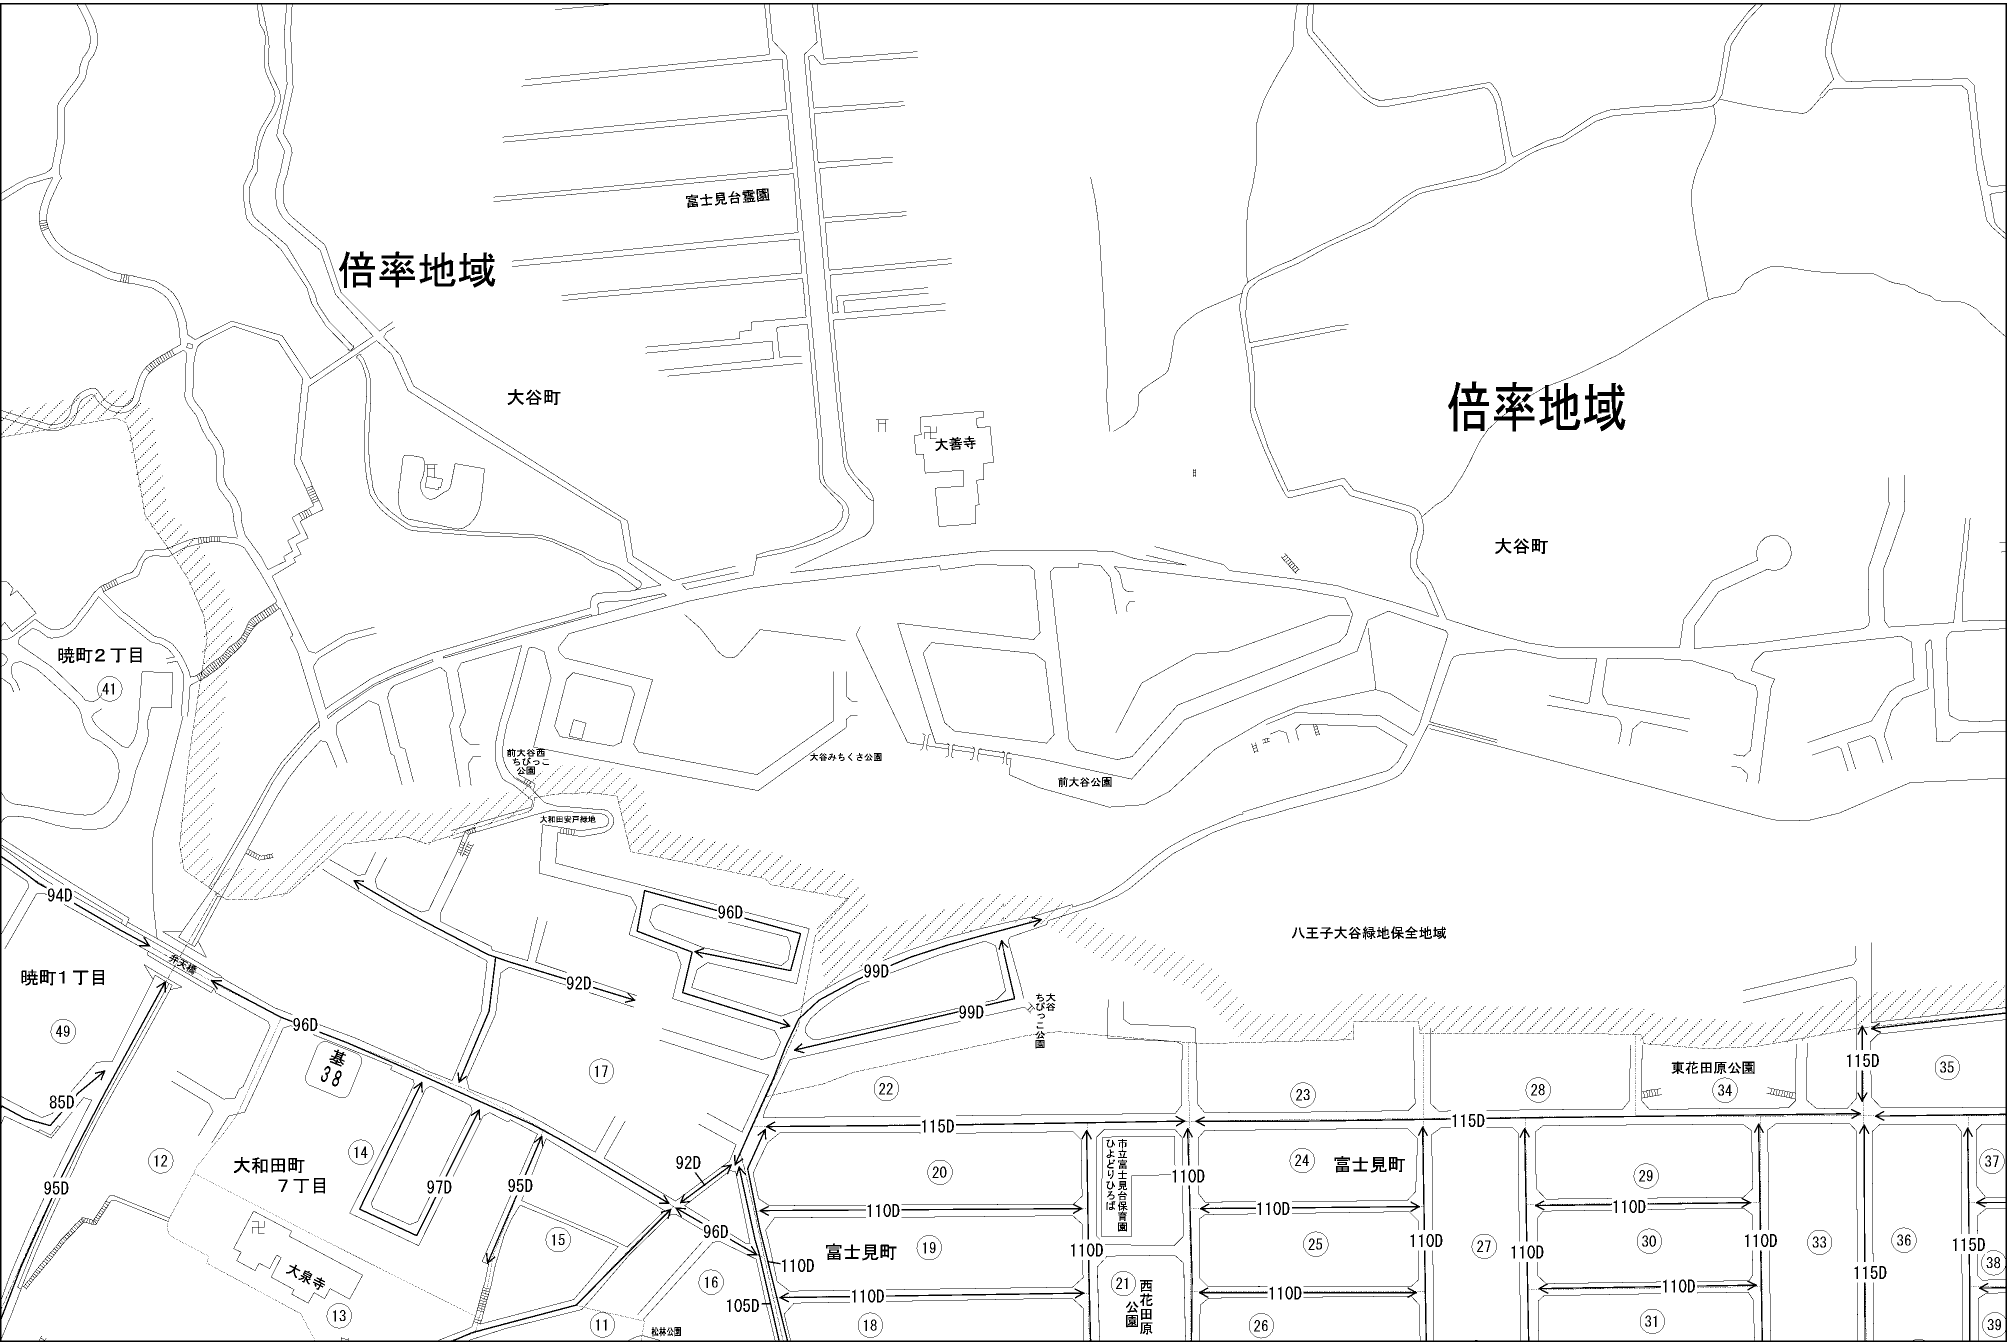 富士見台霊園
倍率地域
大谷町
大善寺
倍率地域
大谷町
暁町2丁目
41
前大谷西
ちびっこ
公園
大谷みちくさ公園
前大谷公園
大和田安戸緑地
94D
96D
弁天橋
暁町1丁目
92D
99D
99D
大谷
ちびっこ公園
八王子大谷緑地保全地域
49
96D
基
38
17
22
23
28
東花田原公園
34
115D
35
85D
115D
115D
12
14
大和田町
7丁目
95D
97D
95D
92D
96D
20
市立富士見台保育園
ひよどりひろば
110D
24
富士見町
29
37
110D
110D
110D
15
富士見町
19
110D
25
110D
27
110D
30
110D
33
36
115D
38
大泉寺
13
16
110D
105D
110D
21
西花田原
公園
110D
110D
115D
11
松林公園
18
26
31
39